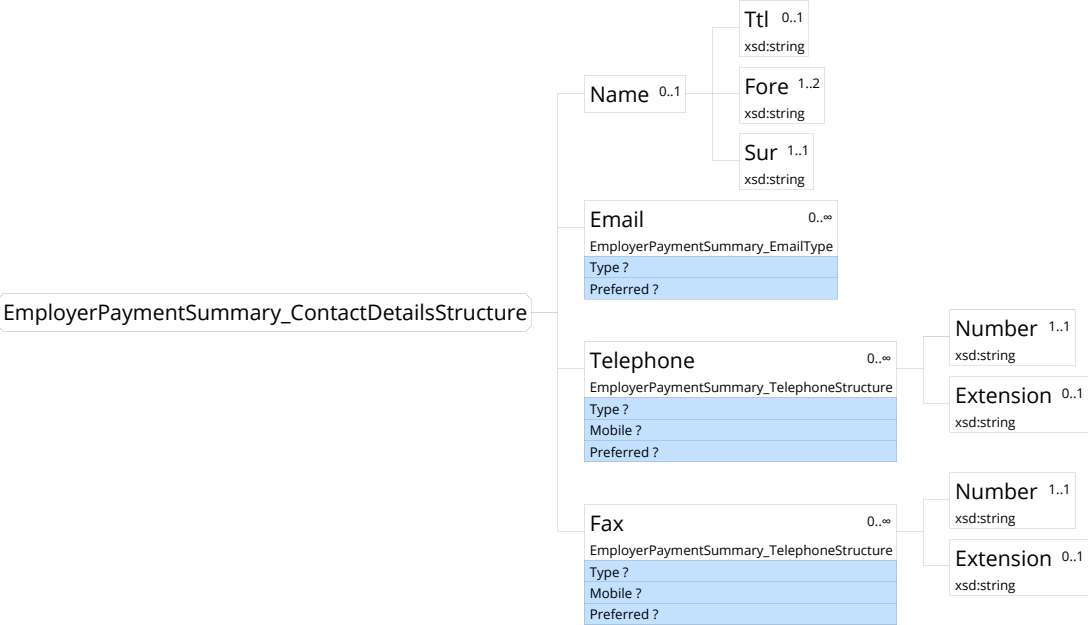 Ttl 0..1
xsd:string
Fore 1..2
xsd:string
Sur 1..1
xsd:string
Name 0..1
Email 0..∞
EmployerPaymentSummary_EmailType
Type ?
Preferred ?
EmployerPaymentSummary_ContactDetailsStructure
Telephone 0..∞
EmployerPaymentSummary_TelephoneStructure
Type ?
Mobile ?
Preferred ?
Number 1..1
xsd:string
Extension 0..1
xsd:string
Fax 0..∞
EmployerPaymentSummary_TelephoneStructure
Type ?
Mobile ?
Preferred ?
Number 1..1
xsd:string
Extension 0..1
xsd:string